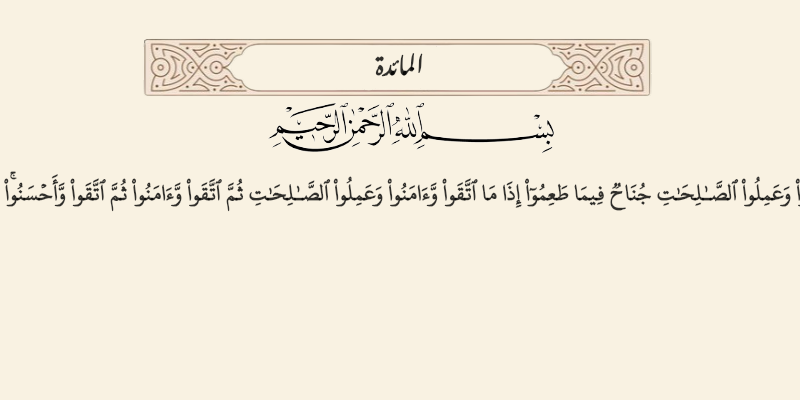 المائدة
بِسْمِ ٱللَّهِ ٱلرَّحْمَٰنِ ٱلرَّحِيمِ
وَعَمِلُوا۟ ٱلصَّـٰلِحَـٰتِ جُنَاحٌ فِيمَا طَعِمُوٓا۟ إِذَا مَا ٱتَّقَوا۟ وَّءَامَنُوا۟ وَعَمِلُوا۟ ٱلصَّـٰلِحَـٰتِ ثُمَّ ٱتَّقَوا۟ وَّءَامَنُوا۟ ثُمَّ ٱتَّقَوا۟ وَّأَحْسَنُوا۟ۚ